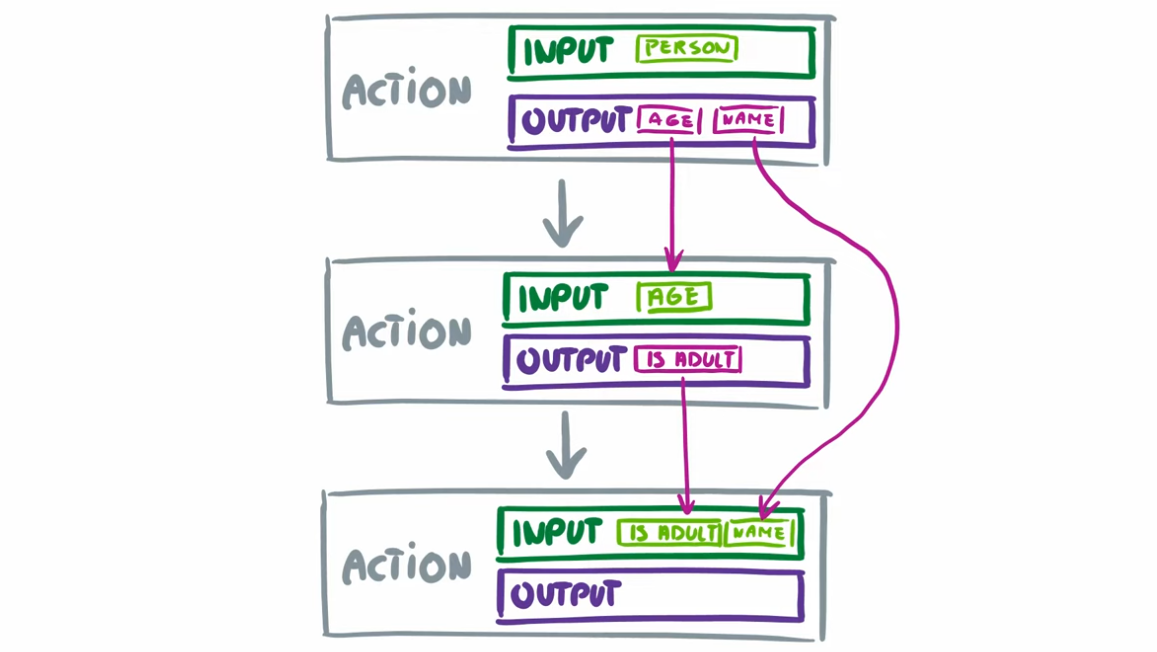 INPUT PERSON
ACTION
OUTPUT AGE NAME
INPUT AGE
ACTION
OUTPUT IS ADULT
INPUT IS ADULT NAME
ACTION
OUTPUT